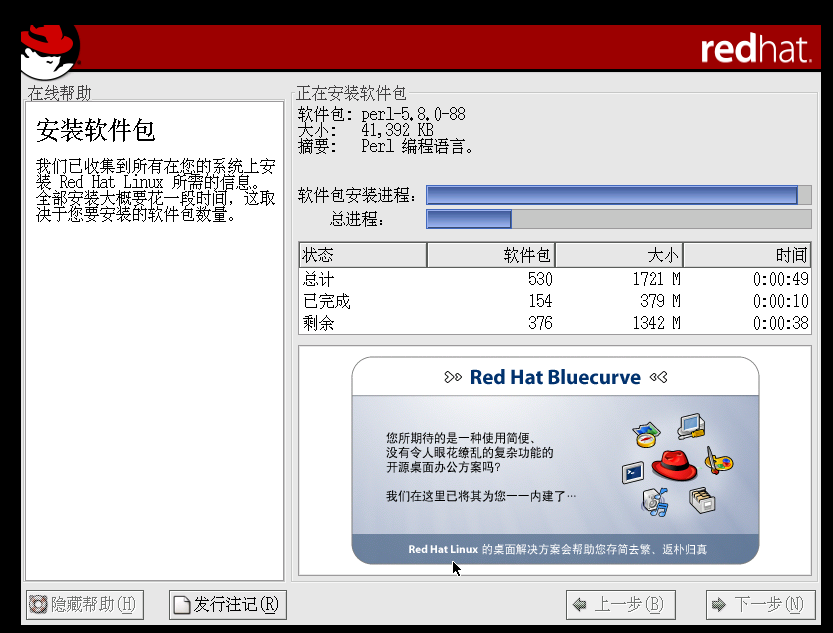 redhat.
在线帮助
安装软件包
我们已收集到所有在您的系统上安
装 Red Hat Linux 所需的信息。
全部安装大概要花一段时间，这取
决于您要安装的软件包数量。
正在安装软件包
软件包: perl-5.8.0-88
大小: 41,392 KB
摘要: Perl 编程语言。
软件包安装进程:
总进程:
状态 软件包 大小 时间
总计 530 1721 M 0:00:49
已完成 154 379 M 0:00:10
剩余 376 1342 M 0:00:38
Red Hat Bluecurve
您所期待的是一种使用简便、
没有令人眼花缭乱的复杂功能的
开源桌面办公方案吗?
我们在这里已将其为您一一内建了…
Red Hat Linux 的桌面解决方案会帮助您存简去繁、返朴归真
隐藏帮助(H) 发行注记(R) 上一步(B) 下一步(N)